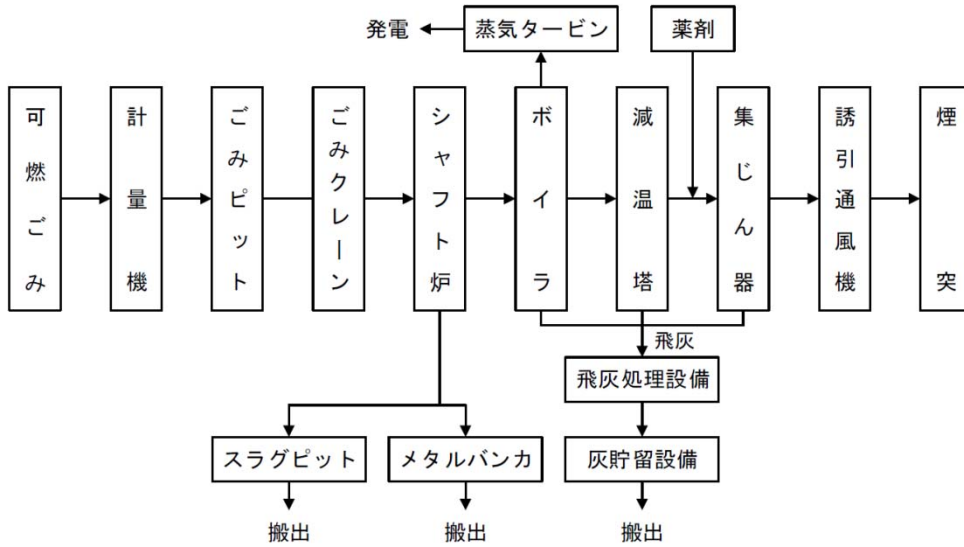 発電
蒸気タービン
薬剤
可燃ごみ
計量機
ごみピット
ごみクレーン
シャフト炉
ボイラ
減温塔
集じん器
誘引通風機
煙突
飛灰
飛灰処理設備
スラグピット
メタルバンカ
灰貯留設備
搬出
搬出
搬出